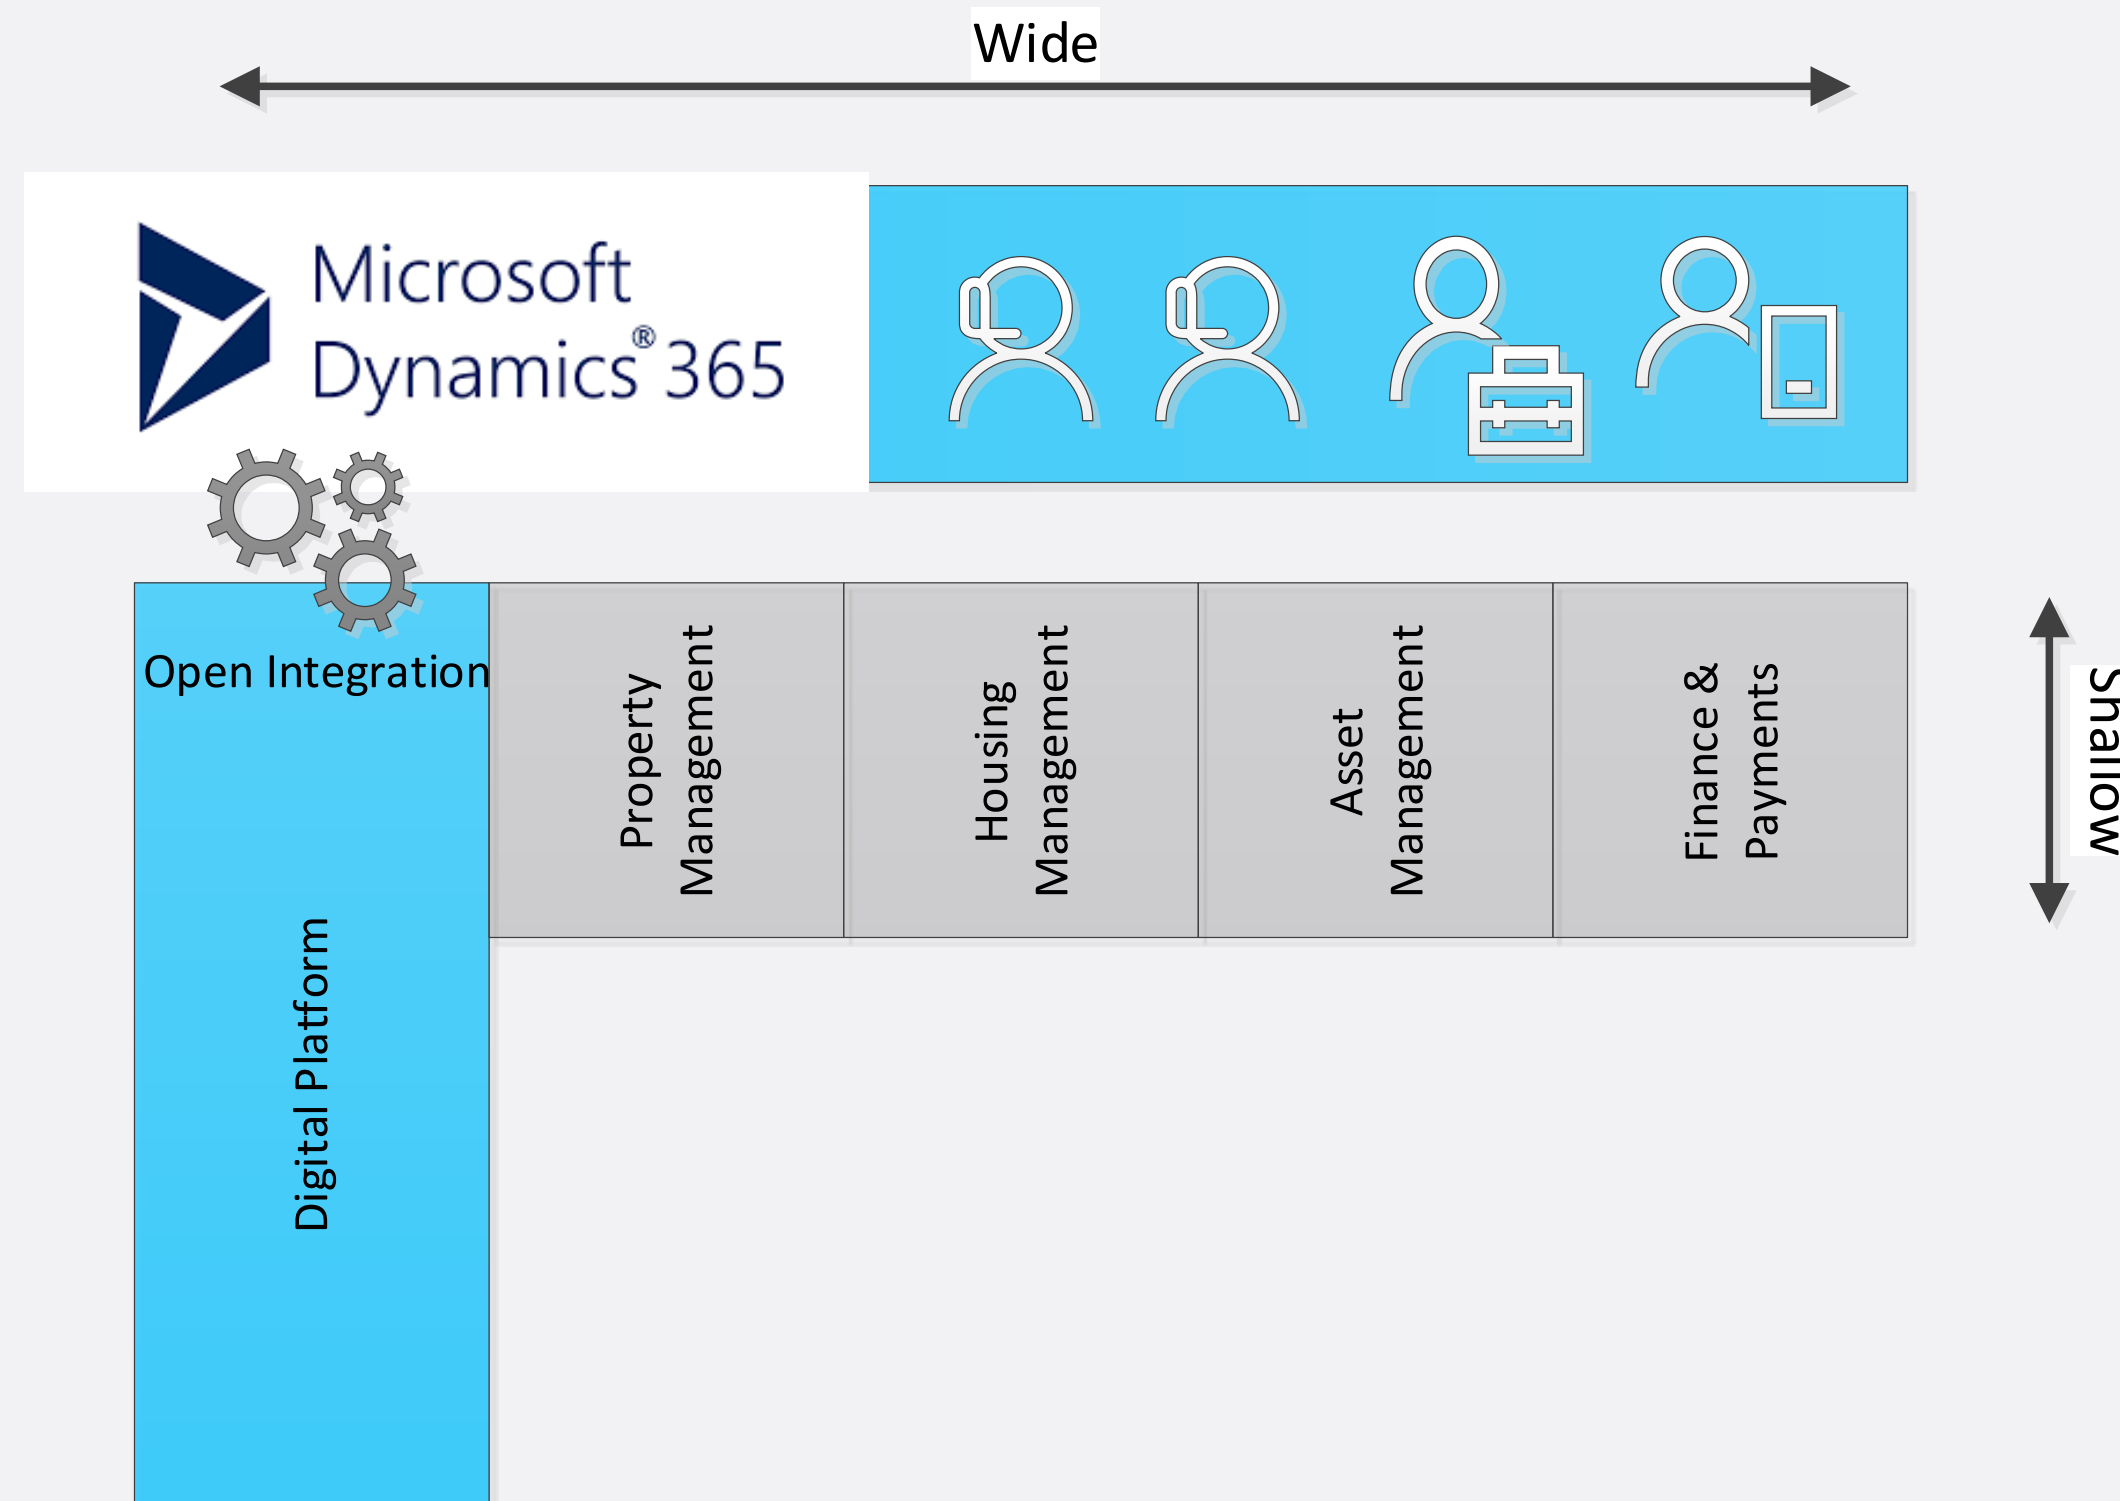 Wide
Microsoft
Dynamics® 365
Open Integration
Digital Platform
Property
Management
Housing
Management
Asset
Management
Finance &
Payments
Shallow